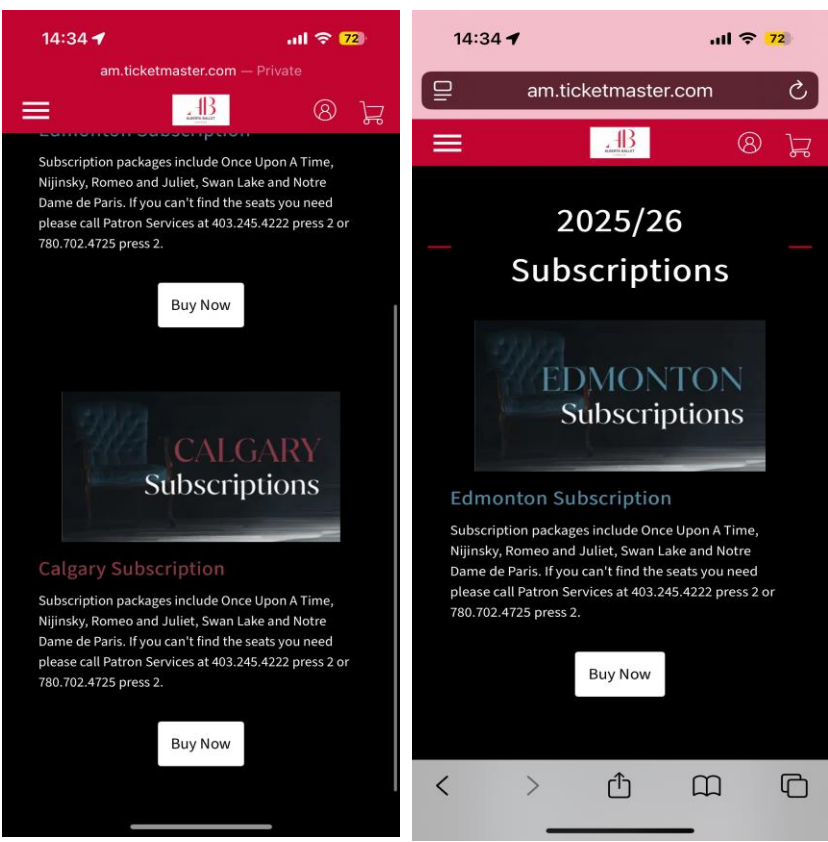 14:34
72
am.ticketmaster.com — Private
AB
ALBERTA BALLET
Edmonton Subscription
Subscription packages include Once Upon A Time,
Nijinsky, Romeo and Juliet, Swan Lake and Notre
Dame de Paris. If you can't find the seats you need
please call Patron Services at 403.245.4222 press 2 or
780.702.4725 press 2.
Buy Now
CALGARY
Subscriptions
Calgary Subscription
Subscription packages include Once Upon A Time,
Nijinsky, Romeo and Juliet, Swan Lake and Notre
Dame de Paris. If you can't find the seats you need
please call Patron Services at 403.245.4222 press 2 or
780.702.4725 press 2.
Buy Now
14:34
72
am.ticketmaster.com
AB
ALBERTA BALLET
2025/26
Subscriptions
EDMONTON
Subscriptions
Edmonton Subscription
Subscription packages include Once Upon A Time,
Nijinsky, Romeo and Juliet, Swan Lake and Notre
Dame de Paris. If you can't find the seats you need
please call Patron Services at 403.245.4222 press 2 or
780.702.4725 press 2.
Buy Now